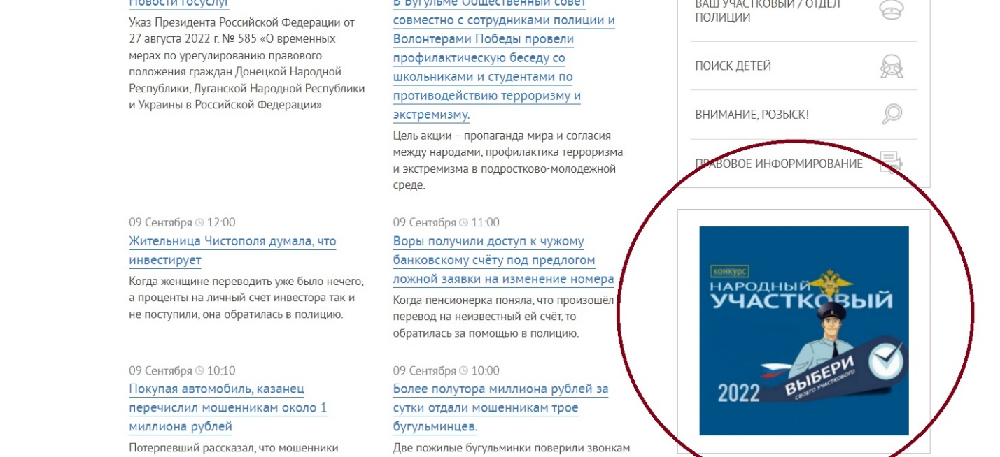 Новости госуслуг
Указ Президента Российской Федерации от
27 августа 2022 г. № 585 «О временных
мерах по урегулированию правового
положения граждан Донецкой Народной
Республики, Луганской Народной Республики
и Украины в Российской Федерации»
В Бугульме Общественный совет
совместно с сотрудниками полиции и
Волонтерами Победы провели
профилактическую беседу со
школьниками и студентами по
противодействию терроризму и
экстремизму.
Цель акции – пропаганда мира и согласия
между народами, профилактика терроризма
и экстремизма в подростково-молодежной
среде.
09 Сентября 12:00
Жительница Чистополя думала, что
инвестирует
Когда женщине переводить уже было нечего,
а проценты на личный счет инвестора так и
не поступили, она обратилась в полицию.
09 Сентября 11:00
Воры получили доступ к чужому
банковскому счёту под предлогом
ложной заявки на изменение номера
Когда пенсионерка поняла, что произошёл
перевод на неизвестный ей счёт, то
обратилась за помощью в полицию.
09 Сентября 10:10
Покупая автомобиль, казанец
перечислил мошенникам около 1
миллиона рублей
Потерпевший рассказал, что мошенники
09 Сентября 10:00
Более полутора миллиона рублей за
сутки отдали мошенникам трое
бугульминцев.
Две пожилые бугульминки поверили звонкам
ВАШ УЧАСТКОВЫЙ / ОТДЕЛ
ПОЛИЦИИ
ПОИСК ДЕТЕЙ
ВНИМАНИЕ, РОЗЫСК!
ПРАВОВОЕ ИНФОРМИРОВАНИЕ
конкурс
НАРОДНЫЙ
УЧАСТКОВЫЙ
ВЫБЕРИ
СВОЕГО УЧАСТКОВОГО
2022